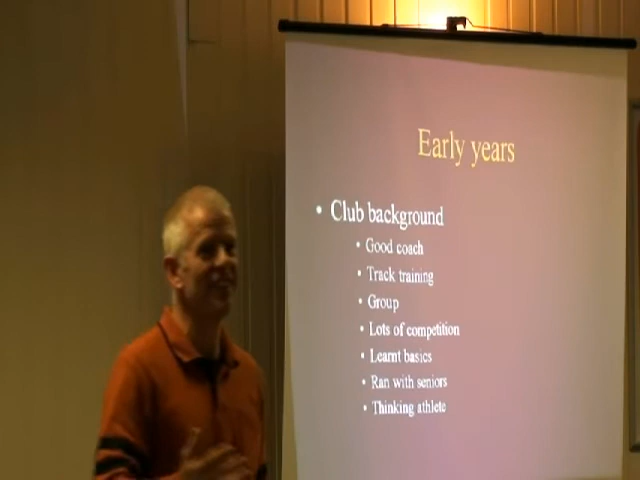 Early years
• Club background
• Good coach
• Track training
• Group
• Lots of competition
• Learnt basics
• Ran with seniors
• Thinking athlete